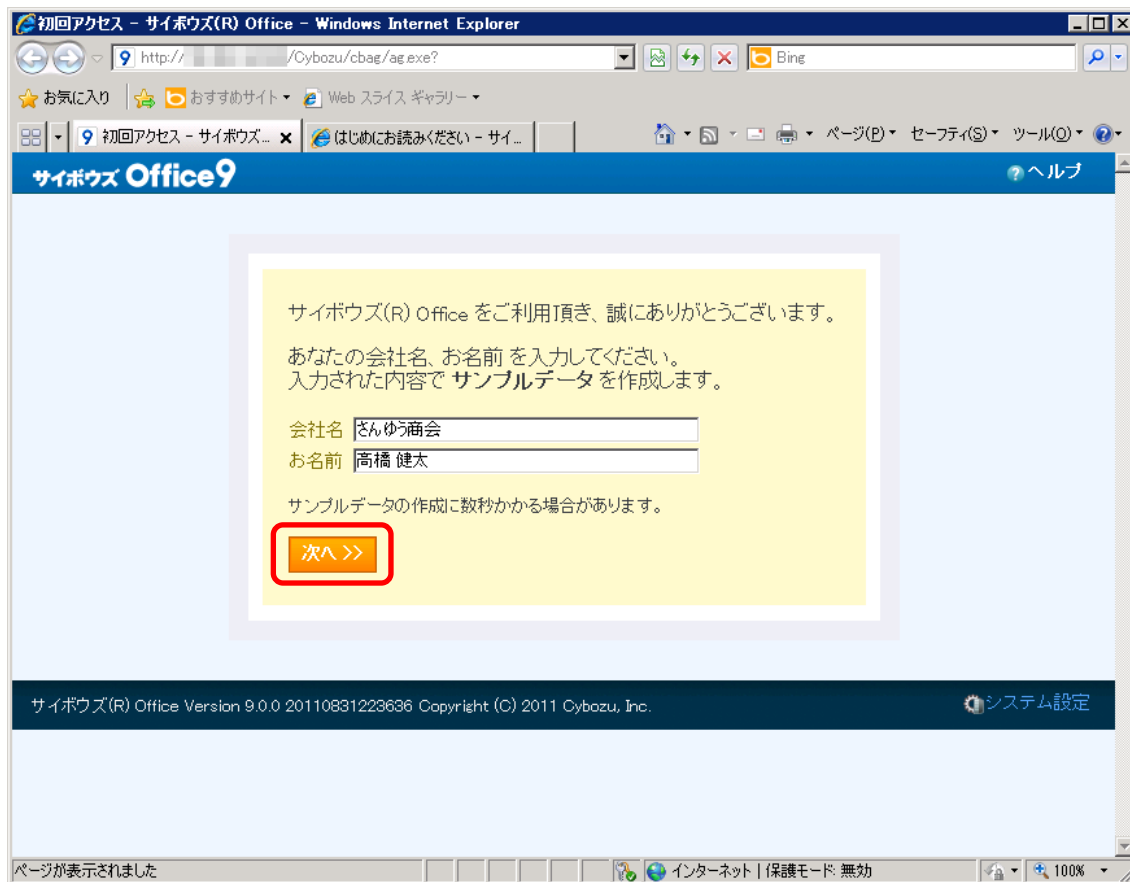 初回アクセス - サイボウズ(R) Office - Windows Internet Explorer
http:// /Cybozu/cbag/ag.exe?
Bing
お気に入り おすすめサイト Web スライス ギャラリー
初回アクセス - サイボウズ... はじめにお読みください - サイ... ページ(P) セーフティ(S) ツール(O)
サイボウズ Office9 ヘルプ
サイボウズ(R) Office をご利用頂き、誠にありがとうございます。
あなたの会社名、お名前 を入力してください。
入力された内容で サンプルデータ を作成します。
会社名 さんゆう商会
お名前 高橋 健太
サンプルデータの作成に数秒かかる場合があります。
次へ >>
サイボウズ(R) Office Version 9.0.0 20110831223636 Copyright (C) 2011 Cybozu, Inc. システム設定
ページが表示されました インターネット | 保護モード: 無効 100%